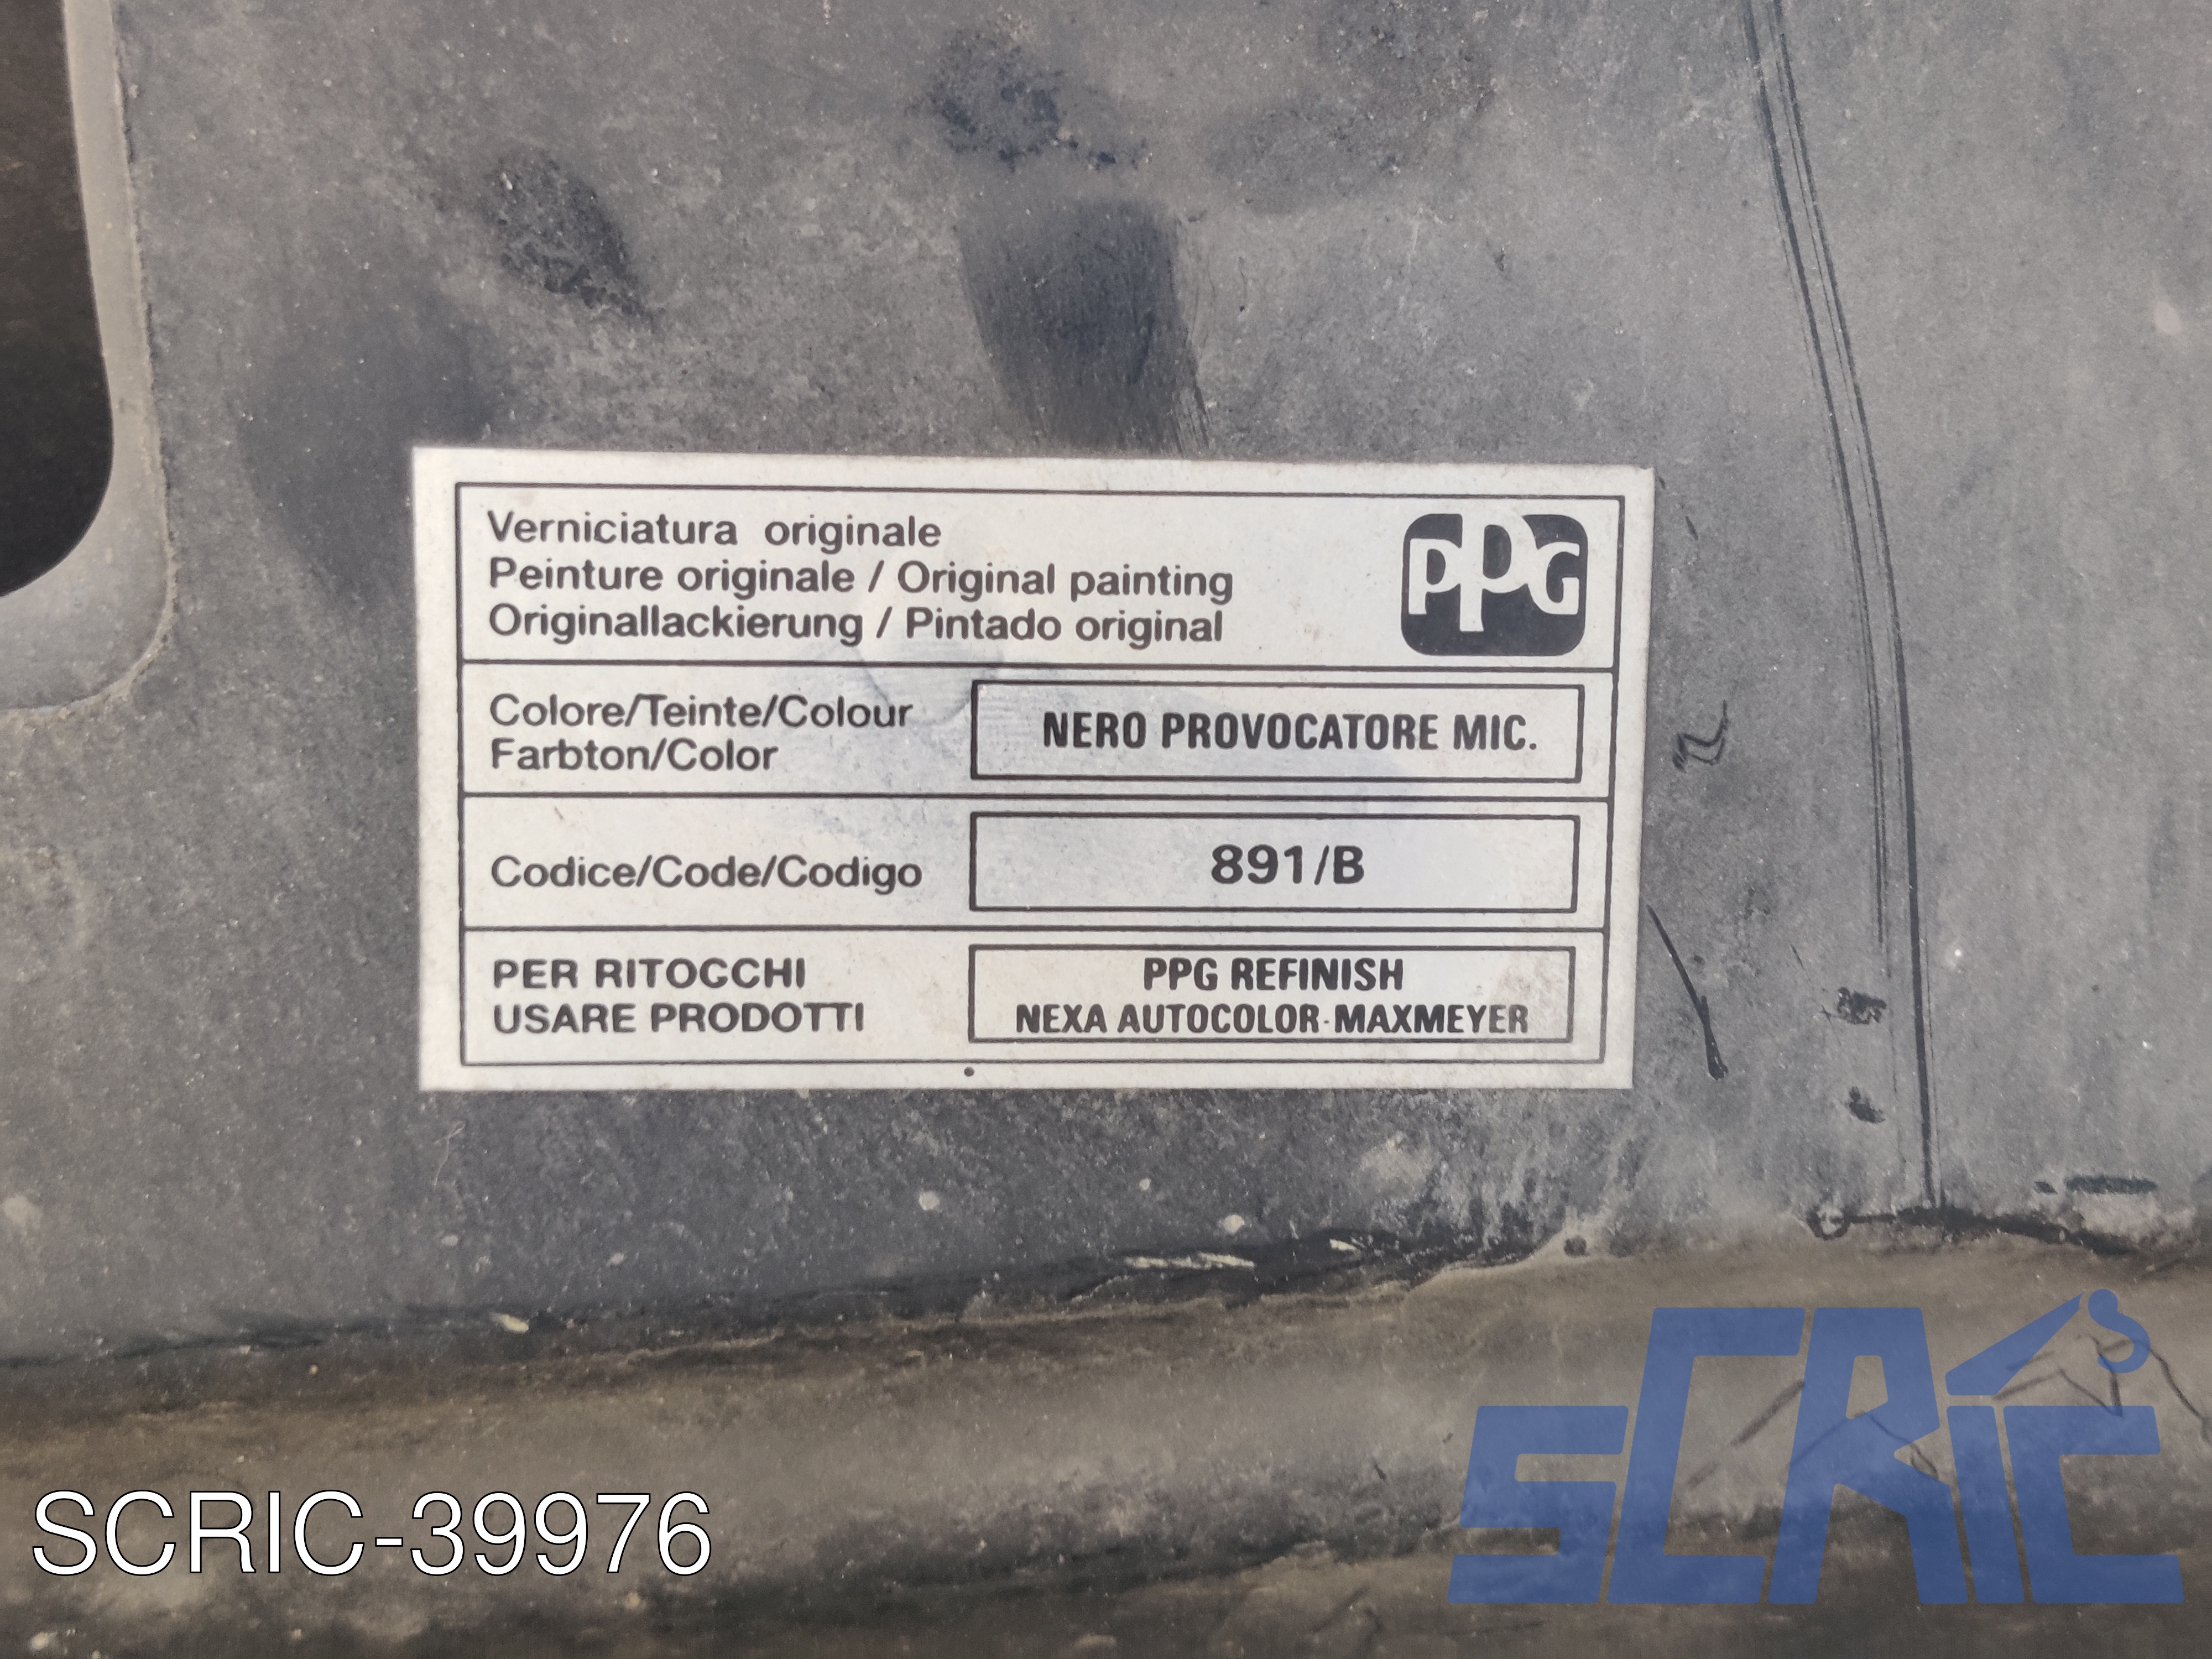 Verniciatura originale
Peinture originale / Original painting
Originallackierung / Pintado original
PPG
Colore/Teinte/Colour
Farbton/Color
NERO PROVOCATORE MIC.
Codice/Code/Codigo
891/B
PER RITOCCHI
USARE PRODOTTI
PPG REFINISH
NEXA AUTOCOLOR-MAXMEYER
SCRIC
SCRIC-39976